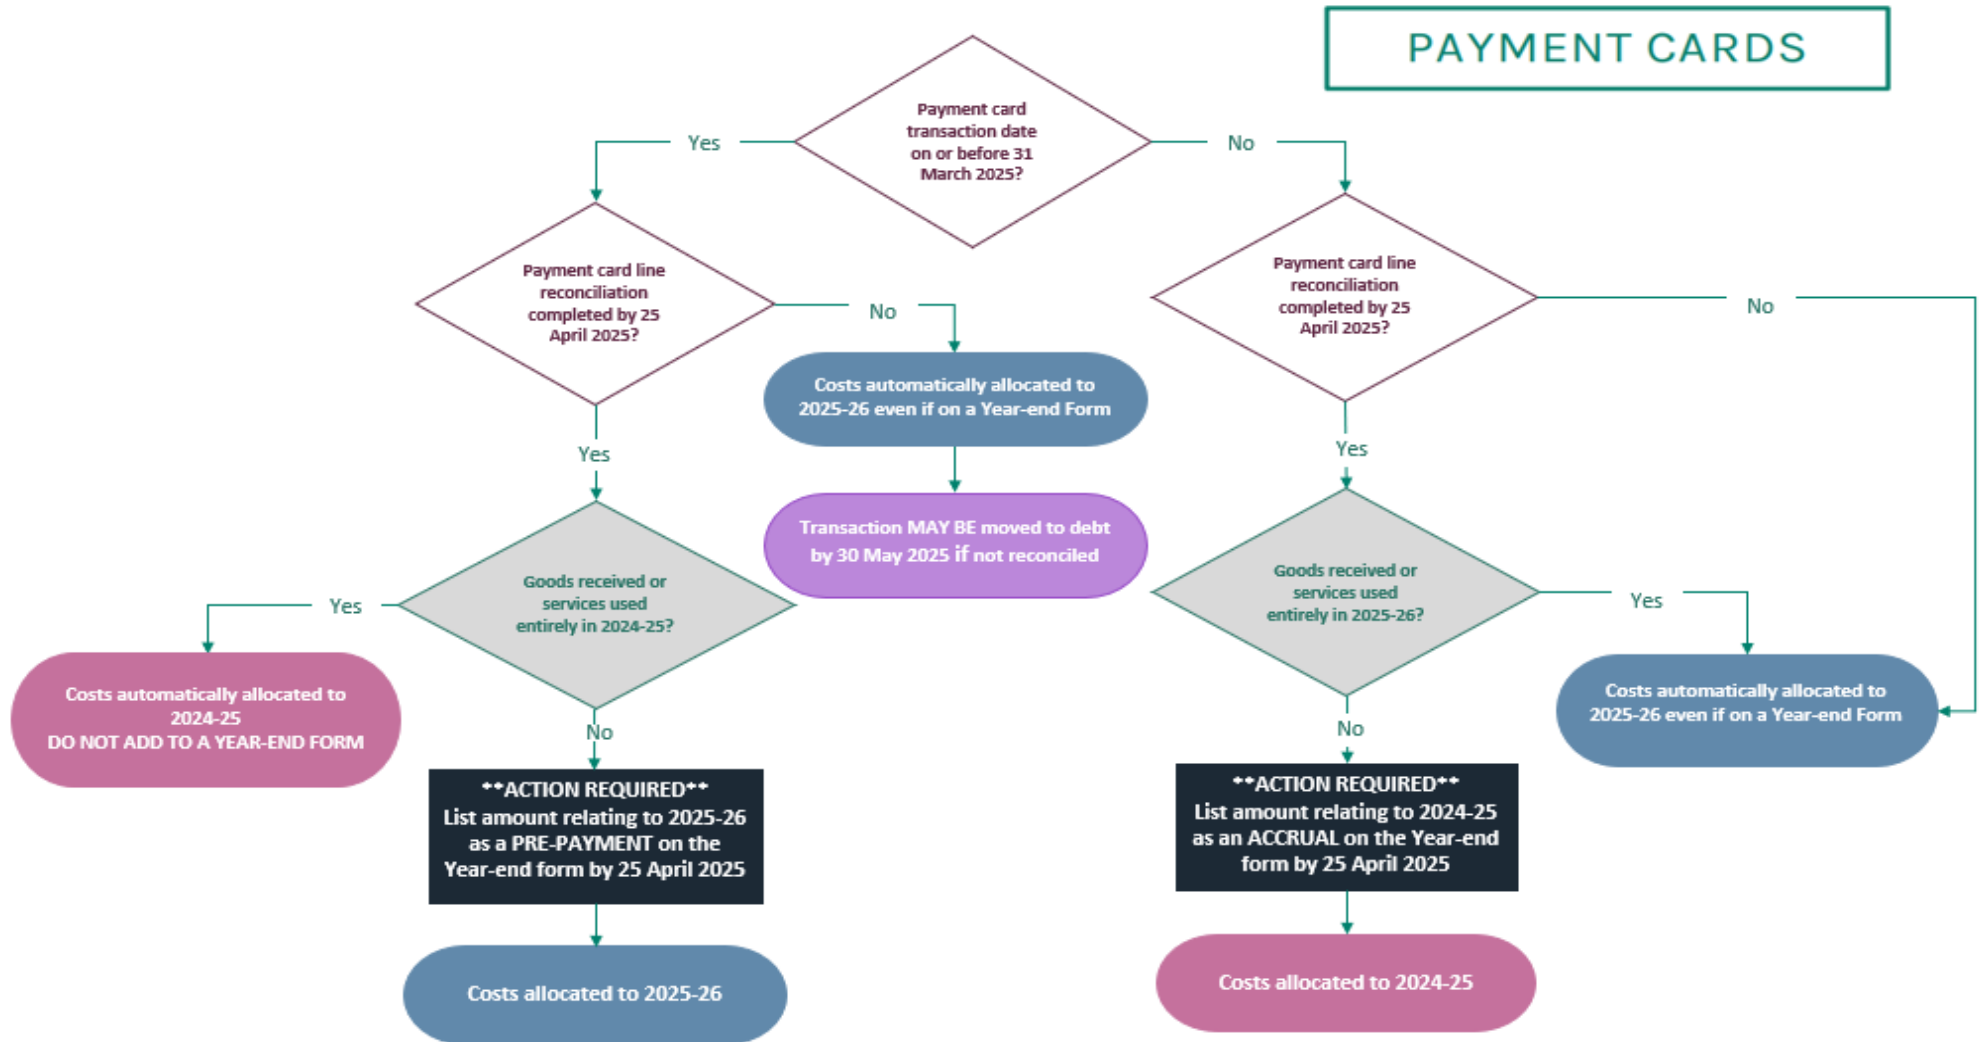 PAYMENT CARDS
Payment card
transaction date
on or before 31
March 2025?
Yes
No
Payment card line
reconciliation
completed by 25
April 2025?
No
Payment card line
reconciliation
completed by 25
April 2025?
No
Costs automatically allocated to
2025-26 even if on a Year-end Form
Yes
Yes
Transaction MAY BE moved to debt
by 30 May 2025 if not reconciled
Goods received or
services used
entirely in 2024-25?
Yes
Goods received or
services used
entirely in 2025-26?
Yes
Costs automatically allocated to
2024-25
DO NOT ADD TO A YEAR-END FORM
Costs automatically allocated to
2025-26 even if on a Year-end Form
No
No
**ACTION REQUIRED**
List amount relating to 2025-26
as a PRE-PAYMENT on the
Year-end form by 25 April 2025
**ACTION REQUIRED**
List amount relating to 2024-25
as an ACCRUAL on the Year-end
form by 25 April 2025
Costs allocated to 2025-26
Costs allocated to 2024-25